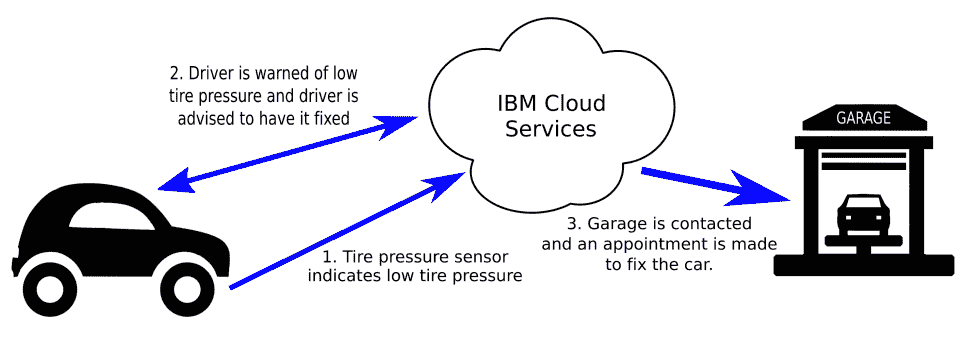 2. Driver is warned of low
tire pressure and driver is
advised to have it fixed
IBM Cloud
Services
GARAGE
1. Tire pressure sensor
indicates low tire pressure
3. Garage is contacted
and an appointment is made
to fix the car.